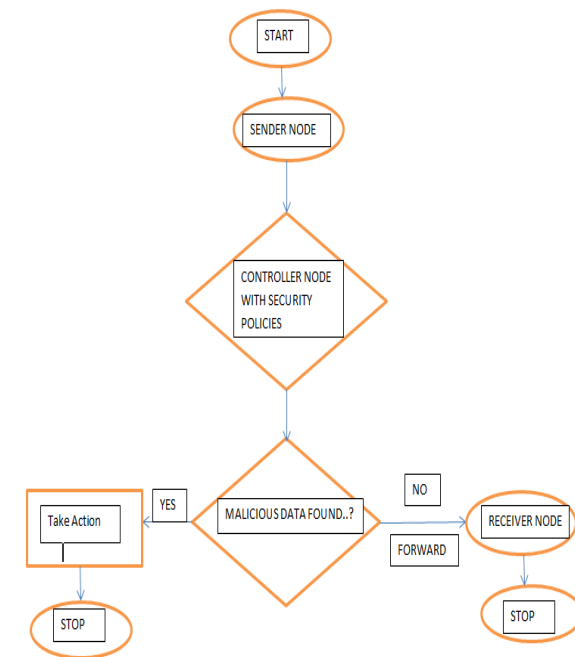 START
SENDER NODE
CONTROLLER NODE
WITH SECURITY
POLICIES
MALICIOUS DATA FOUND..?
YES
Take Action
STOP
NO
FORWARD
RECEIVER NODE
STOP